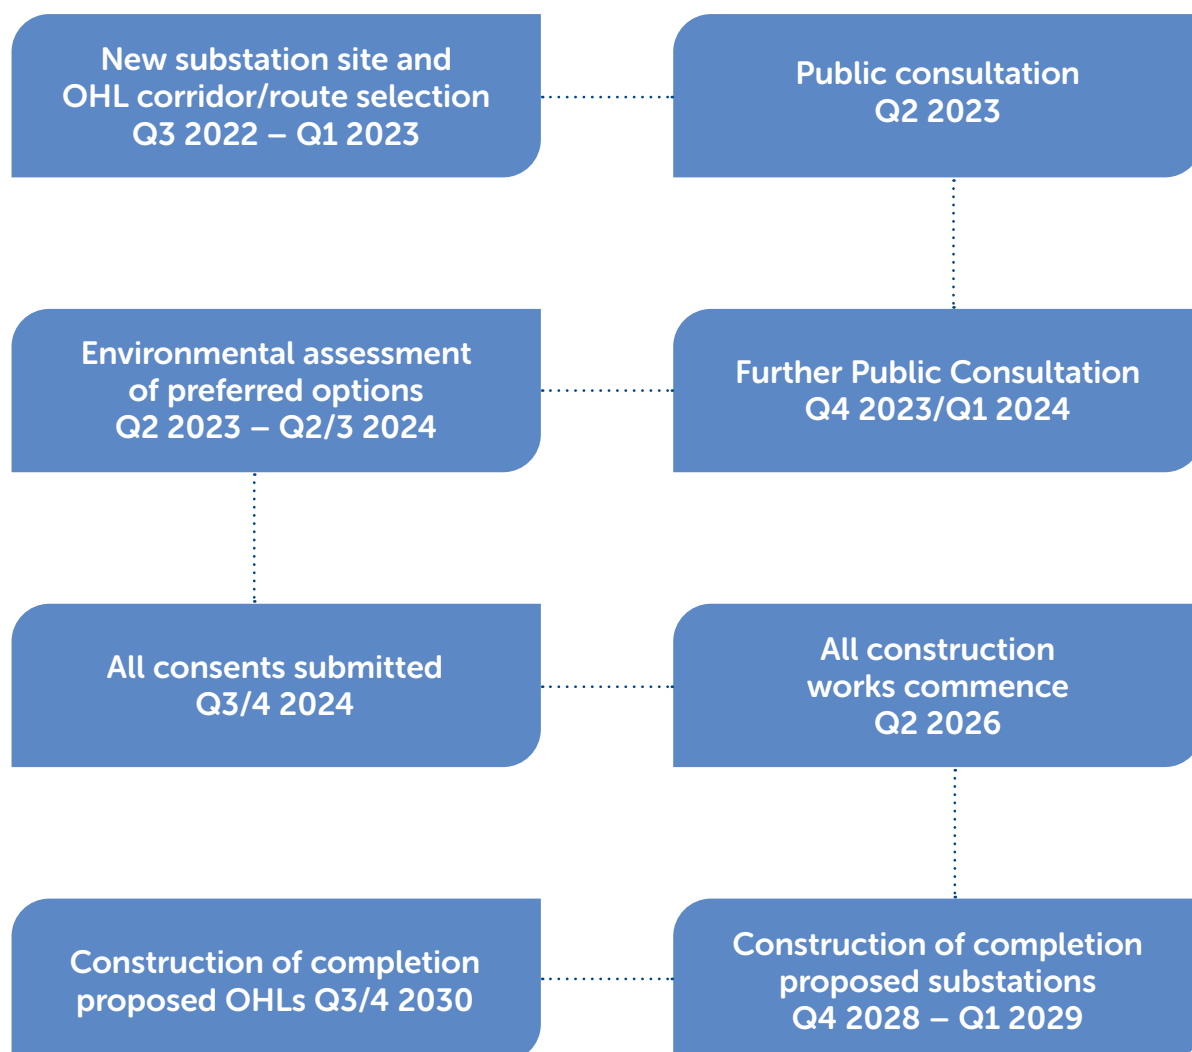 New substation site and
OHL corridor/route selection
Q3 2022 – Q1 2023
Public consultation
Q2 2023
Further Public Consultation
Q4 2023/Q1 2024
Environmental assessment
of preferred options
Q2 2023 – Q2/3 2024
All consents submitted
Q3/4 2024
All construction
works commence
Q2 2026
Construction of completion
proposed substations
Q4 2028 – Q1 2029
Construction of completion
proposed OHLs Q3/4 2030